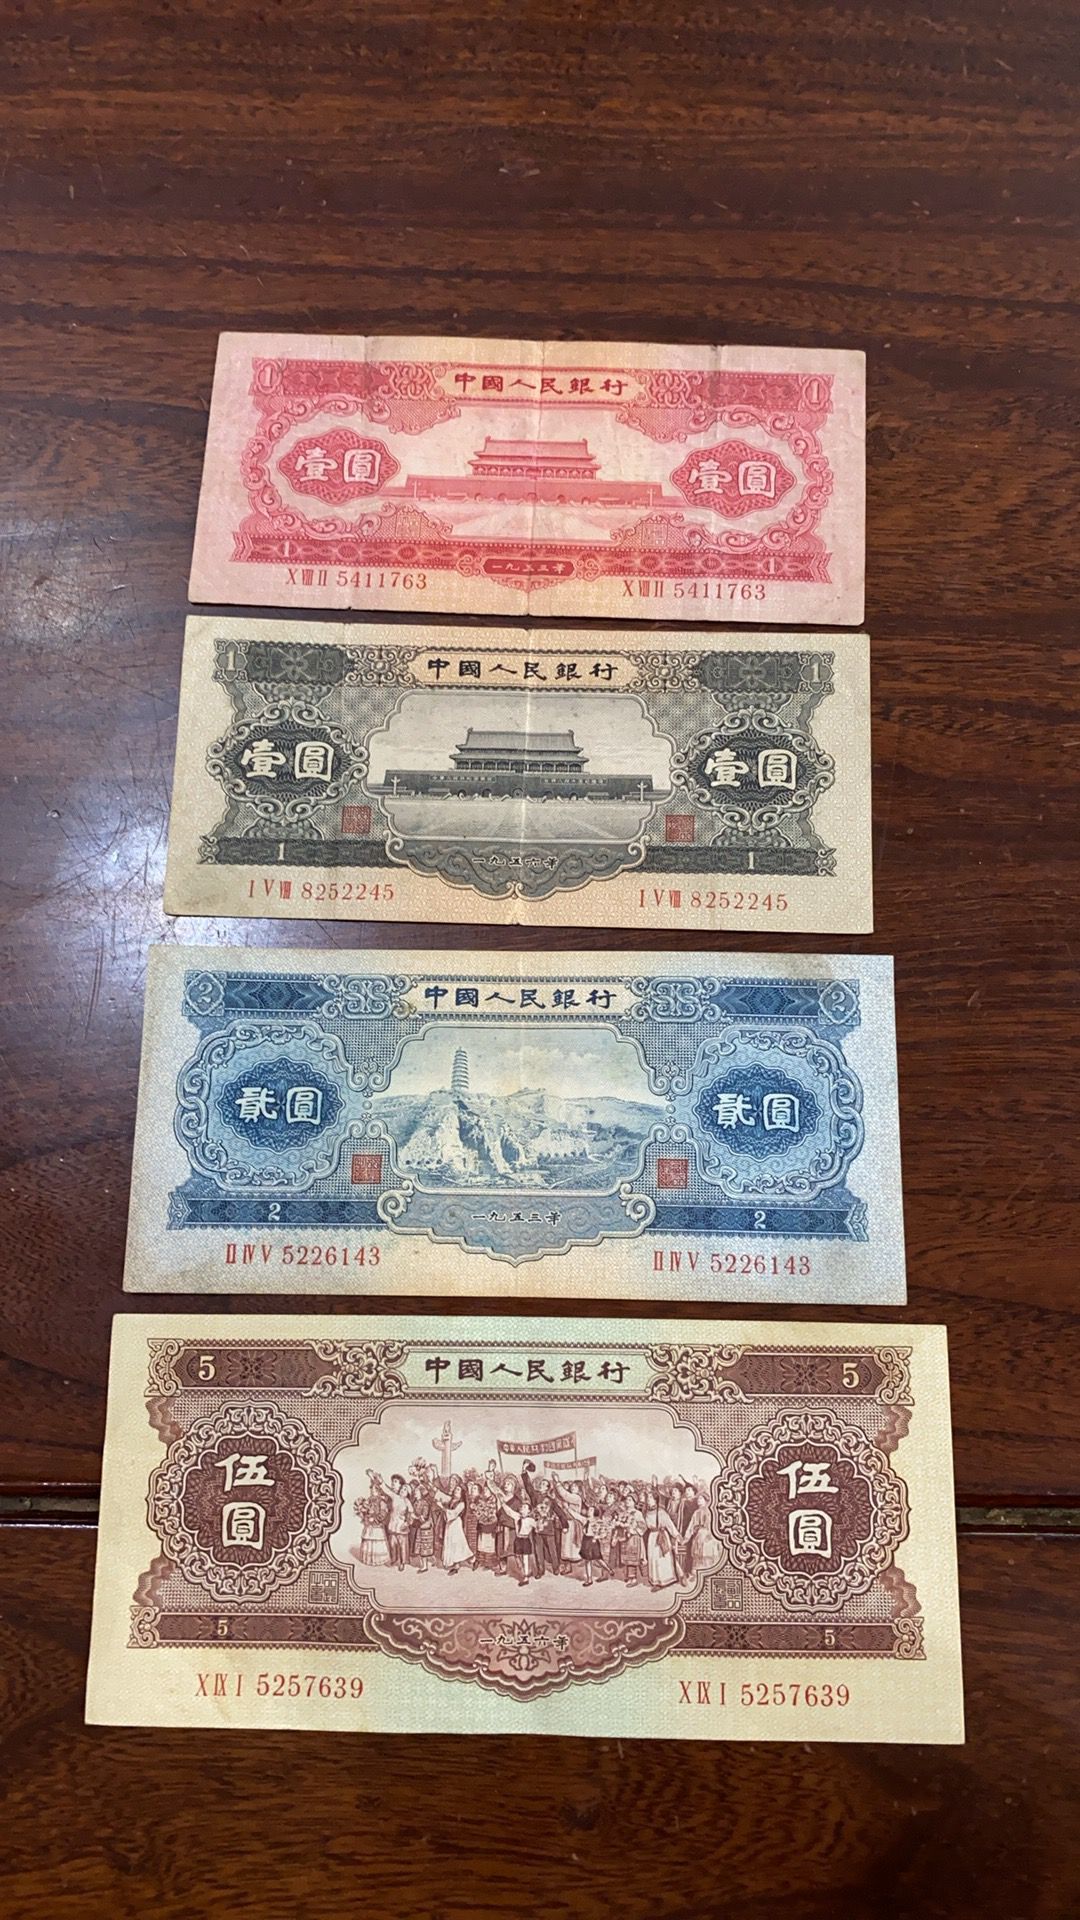 1 中國人民銀行 1
壹圓 壹圓
1 一九五三年 1
X VIII II 5411763 X VIII II 5411763
1 中國人民銀行 1
壹圓 壹圓
1 一九五六年 1
I V VIII 8252245 I V VIII 8252245
2 中國人民銀行 2
貳圓 貳圓
2 一九五三年 2
II IV V 5226143 II IV V 5226143
5 中國人民銀行 5
伍圓 伍圓
5 一九五六年 5
X IX I 5257639 X IX I 5257639